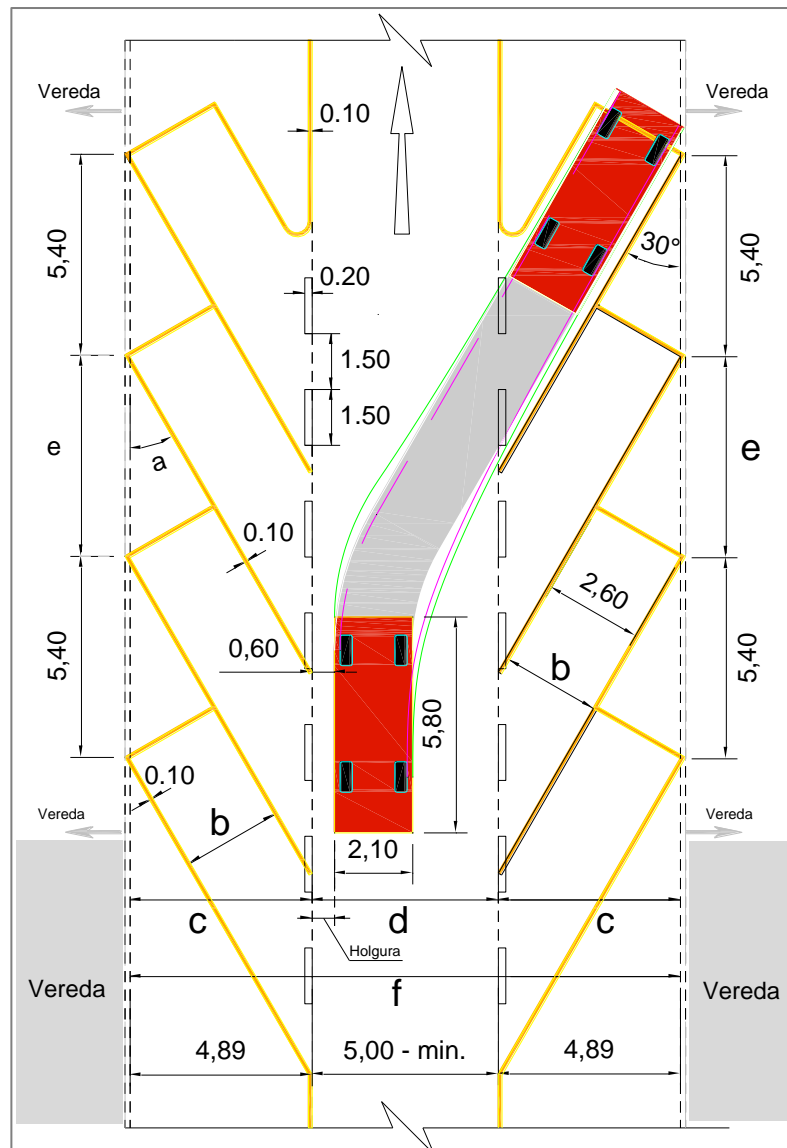 Vereda
Vereda
0.10
5,40
30°
5,40
0.20
1.50
1.50
e
a
e
0.10
2,60
5,40
0,60
5,80
b
5,40
0.10
b
Vereda
Vereda
2,10
c
d
c
Holgura
Vereda
f
Vereda
4,89
5,00 - min.
4,89